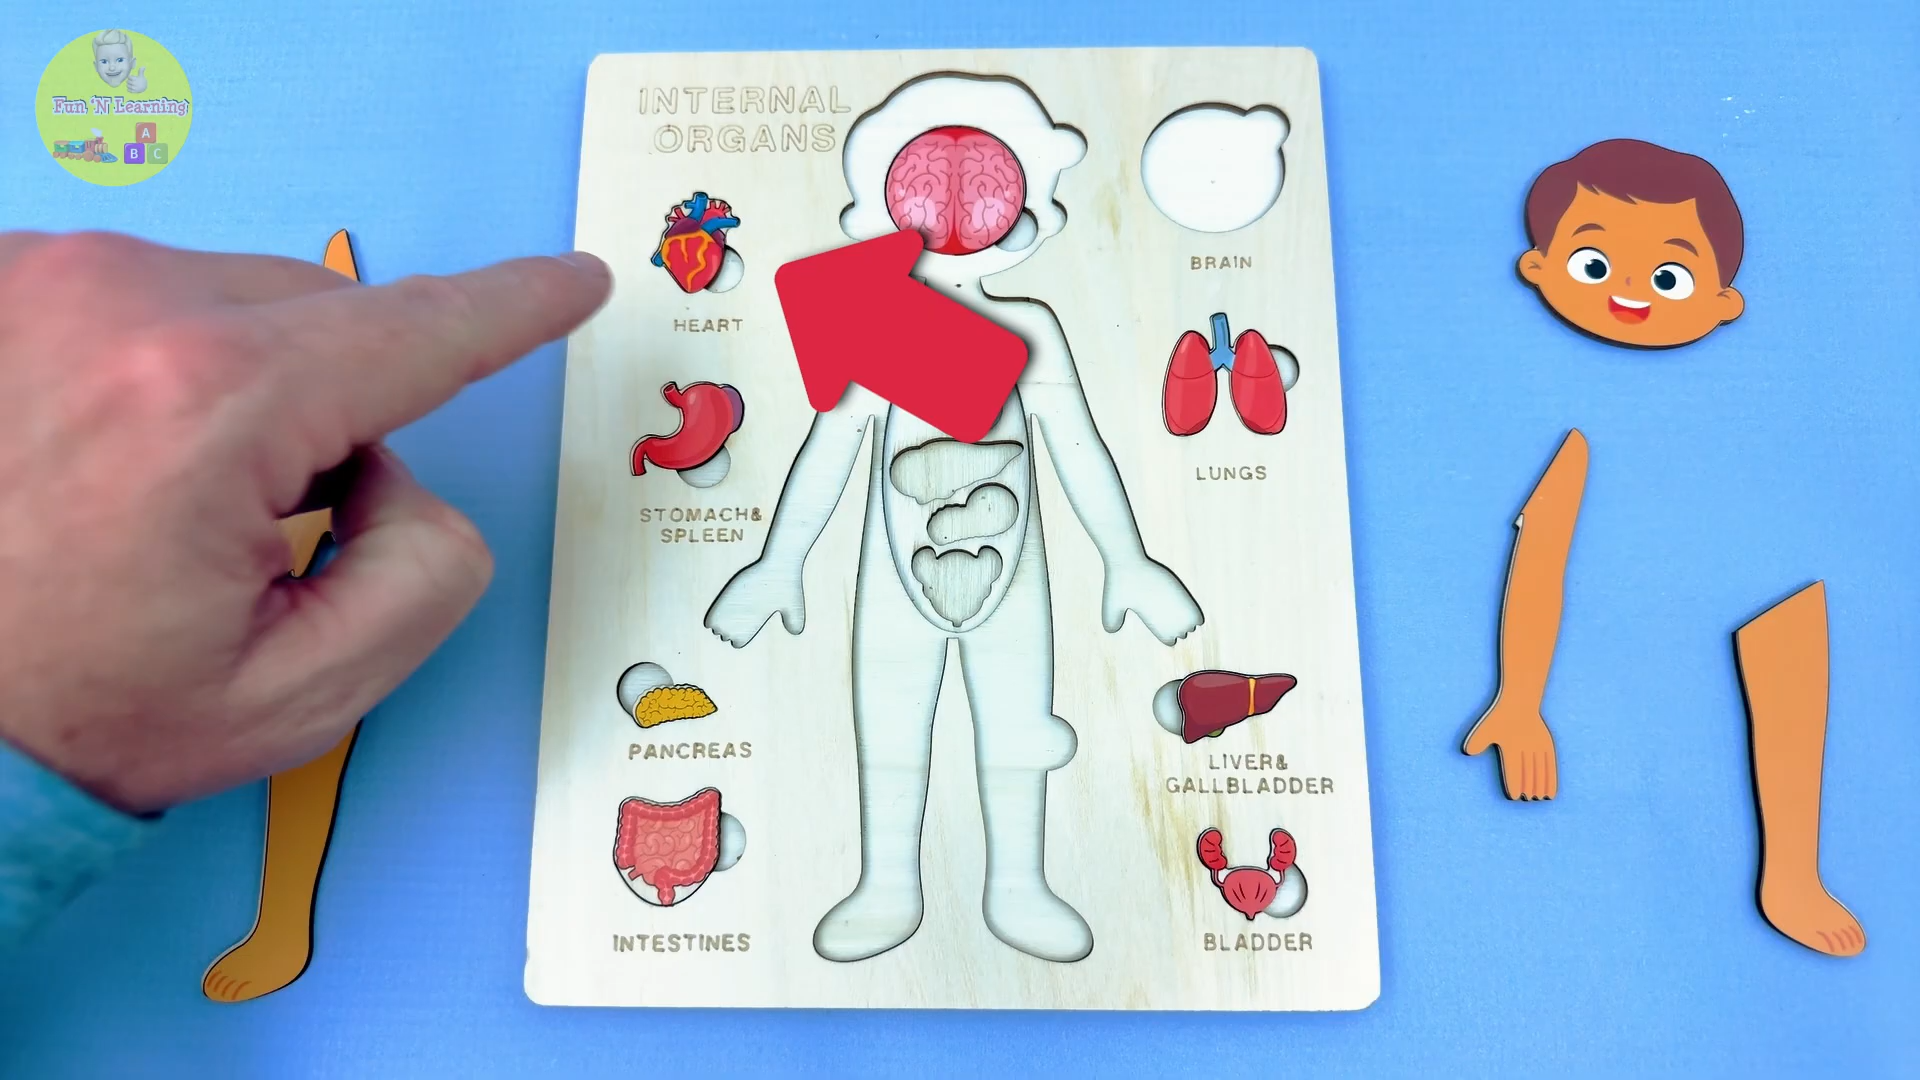 Fun 'N Learning
A
B C
INTERNAL
ORGANS
HEART
STOMACH&
SPLEEN
PANCREAS
INTESTINES
BRAIN
LUNGS
LIVER&
GALLBLADDER
BLADDER